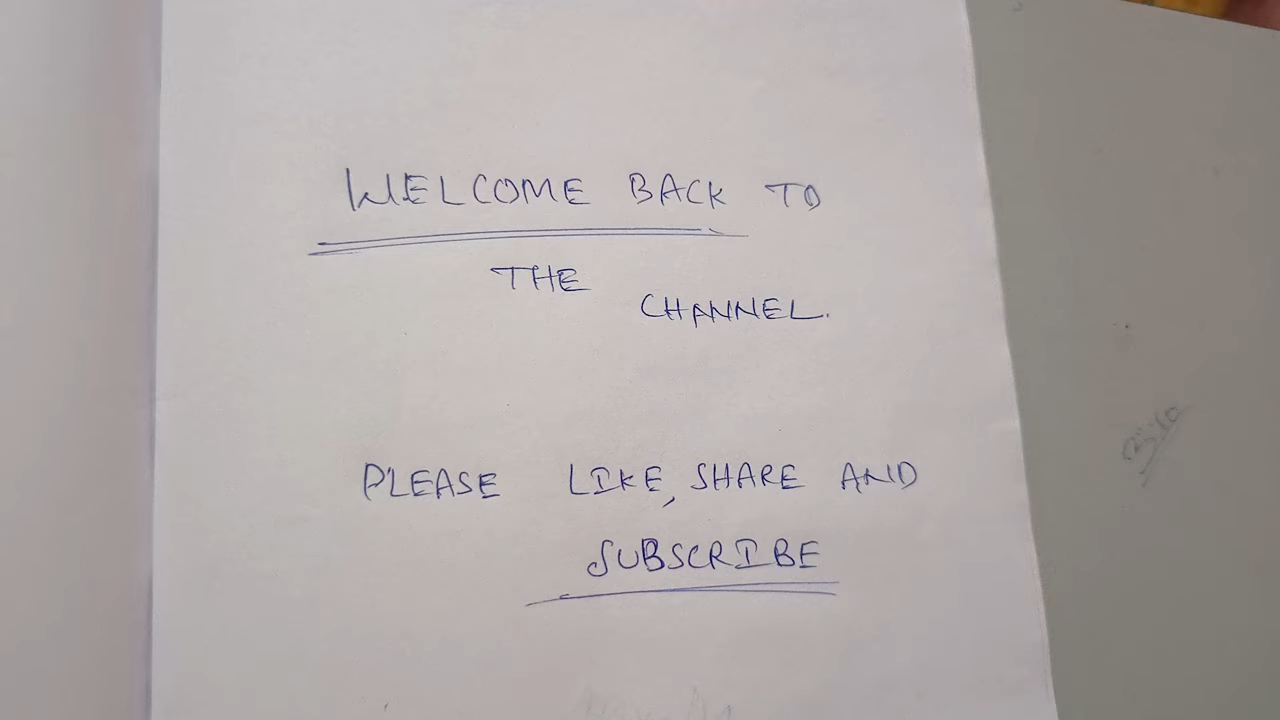 WELCOME BACK TO
THE
CHANNEL.
PLEASE LIKE, SHARE AND
SUBSCRIBE